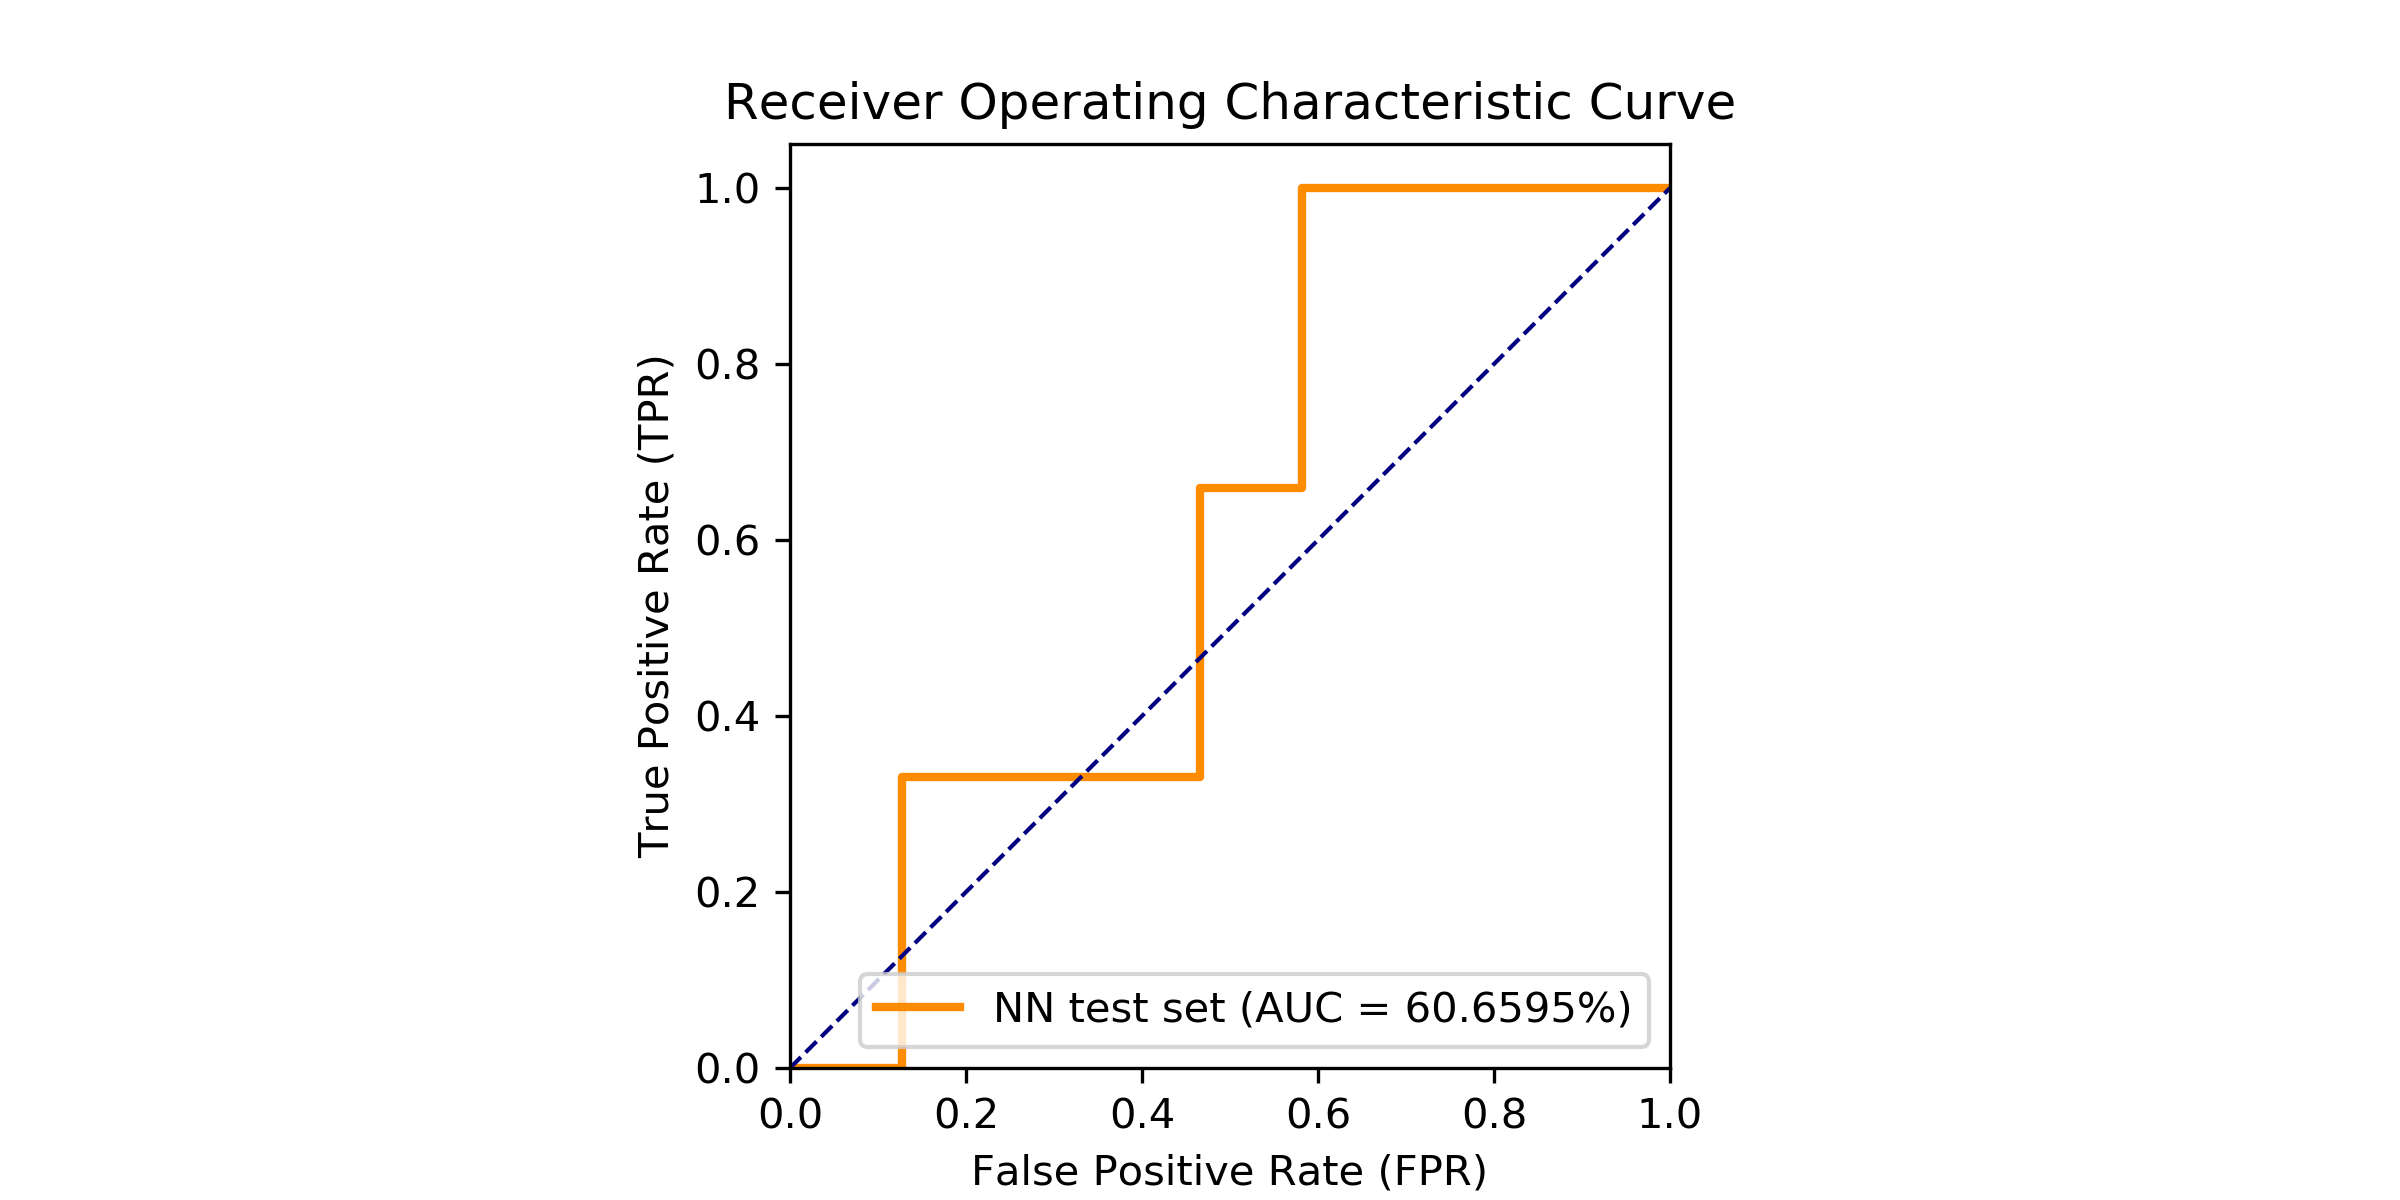 Receiver Operating Characteristic Curve
1.0
0.8
0.6
0.4
0.2
0.0
True Positive Rate (TPR)
NN test set (AUC = 60.6595%)
0.0 0.2 0.4 0.6 0.8 1.0
False Positive Rate (FPR)